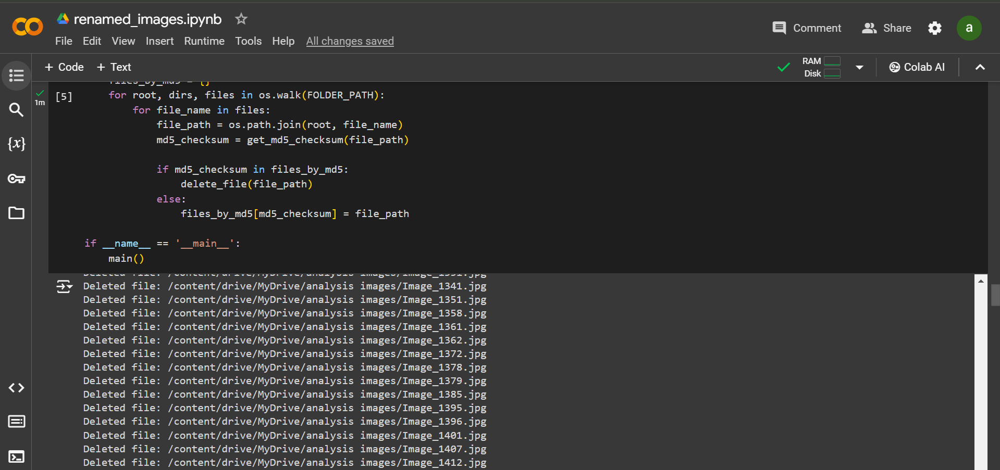 renamed_images.ipynb
Comment
Share
a
File Edit View Insert Runtime Tools Help All changes saved
+ Code + Text
RAM
Disk
Colab AI
files_by_md5 = {}
1m
[5]
for root, dirs, files in os.walk(FOLDER_PATH):
for file_name in files:
file_path = os.path.join(root, file_name)
md5_checksum = get_md5_checksum(file_path)
if md5_checksum in files_by_md5:
delete_file(file_path)
else:
files_by_md5[md5_checksum] = file_path
if __name__ == '__main__':
main()
Deleted file: /content/drive/MyDrive/analysis
Deleted file: /content/drive/MyDrive/analysis images/Image_1341.jpg
Deleted file: /content/drive/MyDrive/analysis images/Image_1351.jpg
Deleted file: /content/drive/MyDrive/analysis images/Image_1358.jpg
Deleted file: /content/drive/MyDrive/analysis images/Image_1361.jpg
Deleted file: /content/drive/MyDrive/analysis images/Image_1362.jpg
Deleted file: /content/drive/MyDrive/analysis images/Image_1372.jpg
Deleted file: /content/drive/MyDrive/analysis images/Image_1378.jpg
Deleted file: /content/drive/MyDrive/analysis images/Image_1379.jpg
Deleted file: /content/drive/MyDrive/analysis images/Image_1385.jpg
Deleted file: /content/drive/MyDrive/analysis images/Image_1395.jpg
Deleted file: /content/drive/MyDrive/analysis images/Image_1396.jpg
Deleted file: /content/drive/MyDrive/analysis images/Image_1401.jpg
Deleted file: /content/drive/MyDrive/analysis images/Image_1407.jpg
Deleted file: /content/drive/MyDrive/analysis images/Image_1412.jpg